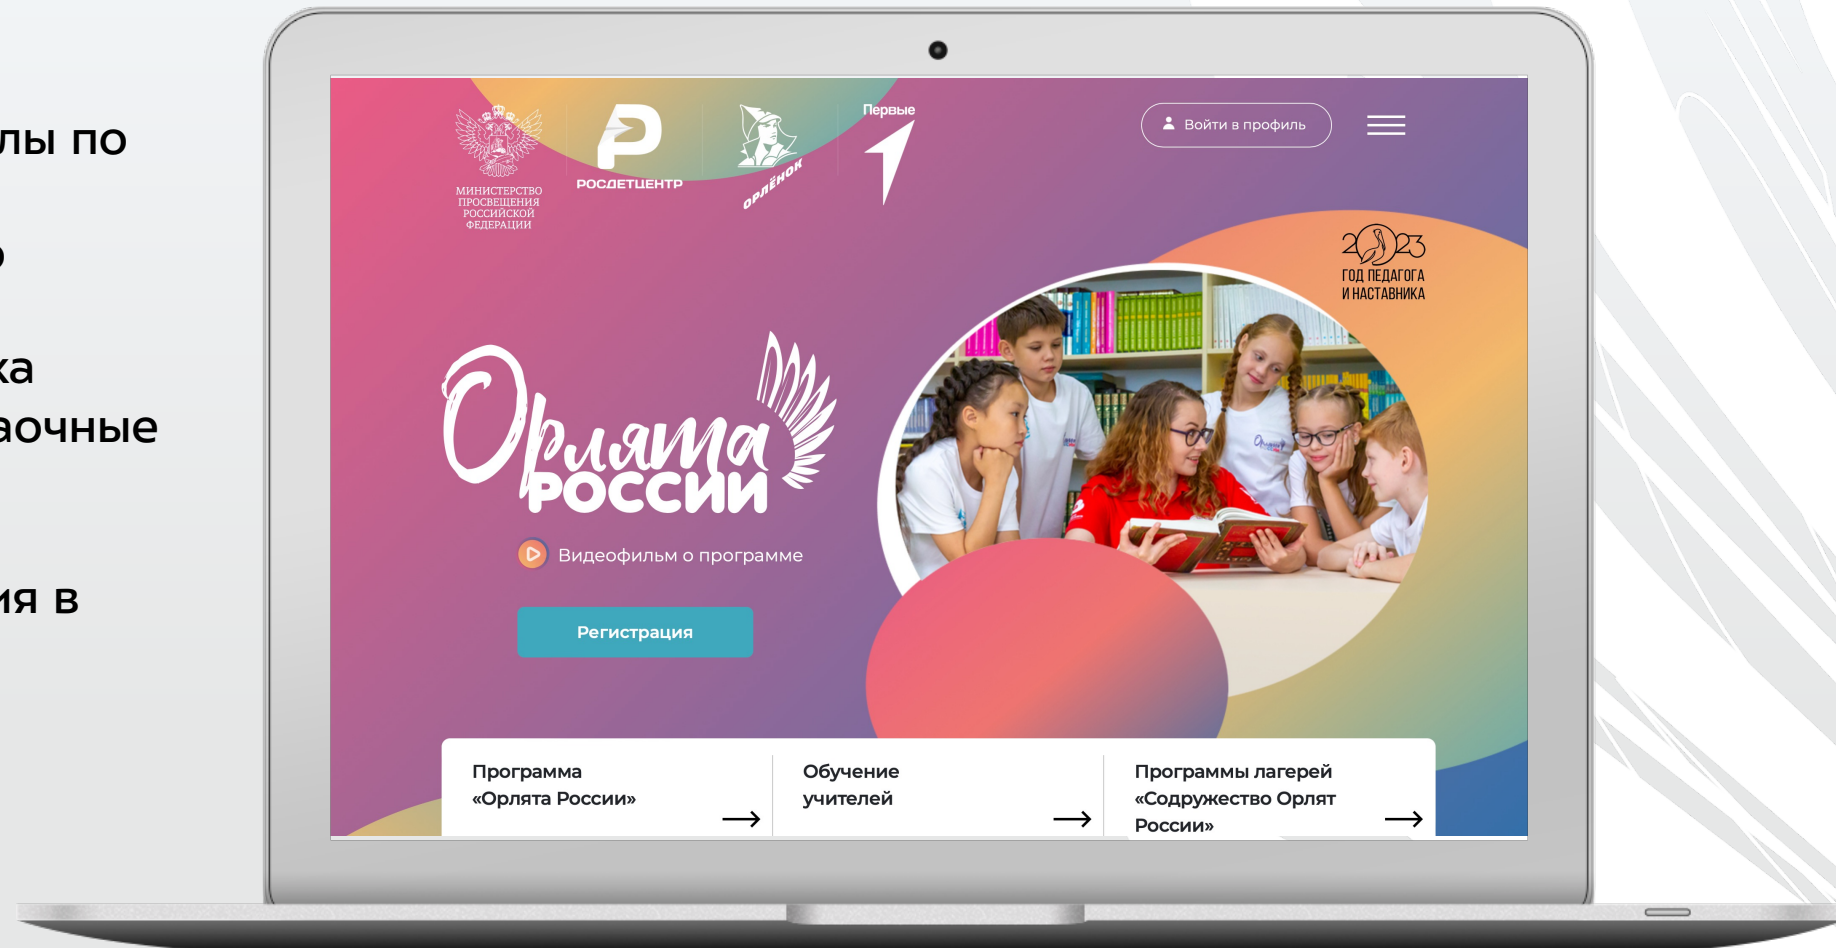 лы по
о
ка
аочные
ия в
МИНИСТЕРСТВО
ПРОСВЕЩЕНИЯ
РОССИЙСКОЙ
ФЕДЕРАЦИИ
РОСДЕТЦЕНТР
ОРЛЁНОК
Первые
Войти в профиль
2023
ГОД ПЕДАГОГА
И НАСТАВНИКА
Орлята
РОССИИ
Видеофильм о программе
Регистрация
Программа
«Орлята России»
Обучение
учителей
Программы лагерей
«Содружество Орлят
России»